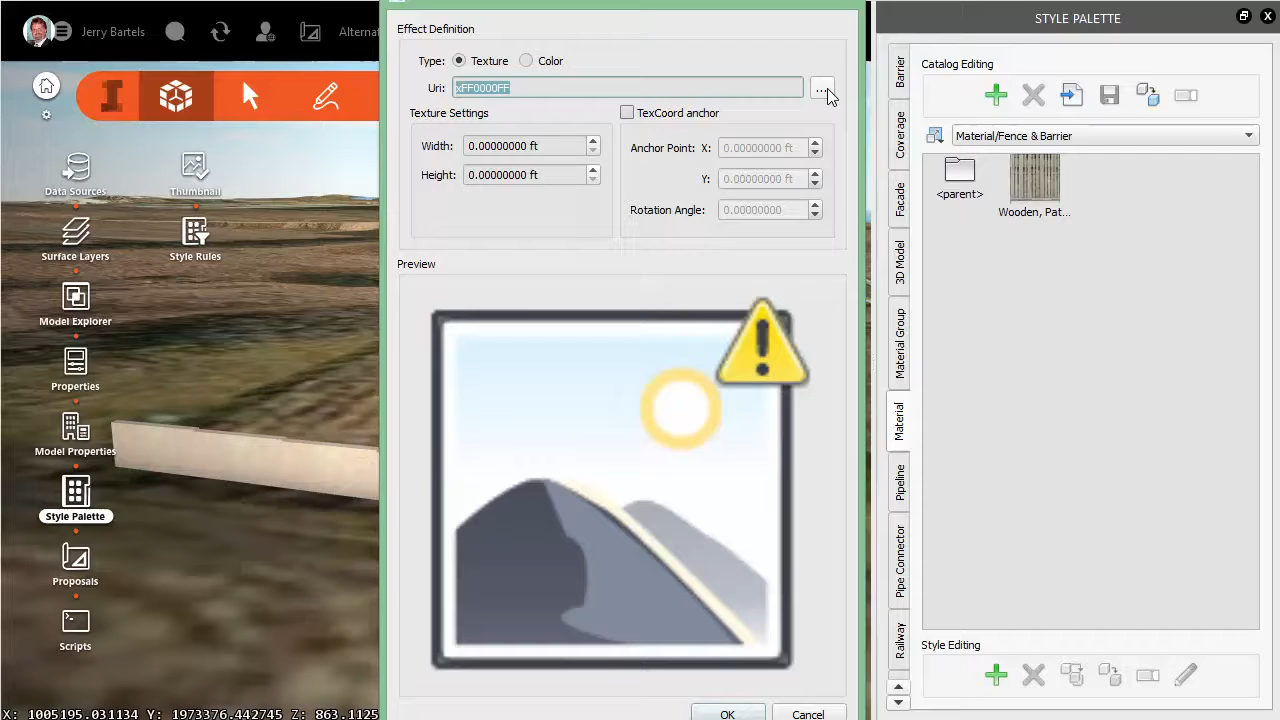 Jerry Bartels
Alterna
Data Sources
Thumbnail
Surface Layers
Style Rules
Model Explorer
Properties
Model Properties
Style Palette
Proposals
Scripts
X: 1005195.031134 Y: 1973376.442745 Z: 863.1125
Effect Definition
Type: Texture Color
Uri: xFF0000FF ...
Texture Settings
TexCoord anchor
Width: 0.00000000 ft
Height: 0.00000000 ft
Anchor Point: X: 0.00000000 ft
Y: 0.00000000 ft
Rotation Angle: 0.00000000
Preview
OK Cancel
STYLE PALETTE
Barrier
Coverage
Facade
3D Model
Material Group
Material
Pipeline
Pipe Connector
Railway
Catalog Editing
Material/Fence & Barrier
<parent>
Wooden, Pat...
Style Editing